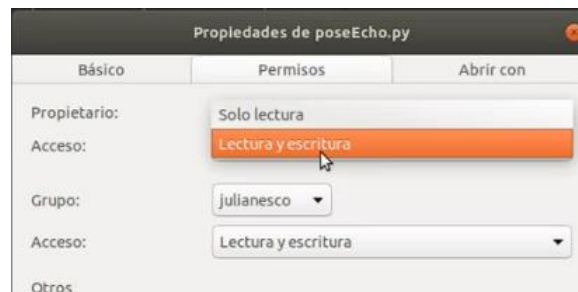 Propiedades de poseEcho.py
Básico Permisos Abrir con
Propietario: Solo lectura
Acceso: Lectura y escritura
Grupo: julianesco
Acceso: Lectura y escritura
Otros